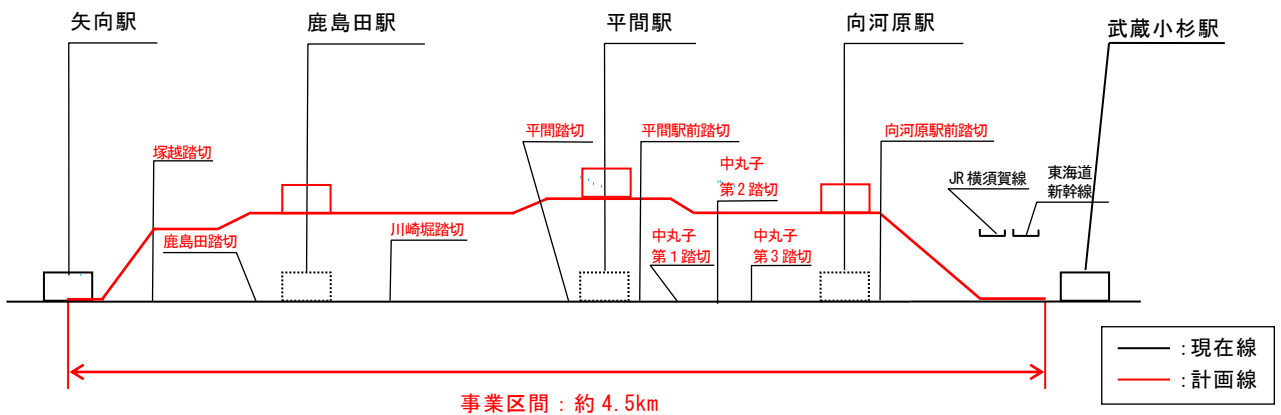 矢向駅
鹿島田駅
平間駅
向河原駅
武蔵小杉駅
平間踏切
平間駅前踏切
向河原駅前踏切
塚越踏切
中丸子
第2踏切
JR横須賀線
東海道
新幹線
鹿島田踏切
川崎堀踏切
中丸子
第1踏切
中丸子
第3踏切
：現在線
：計画線
事業区間：約4.5km